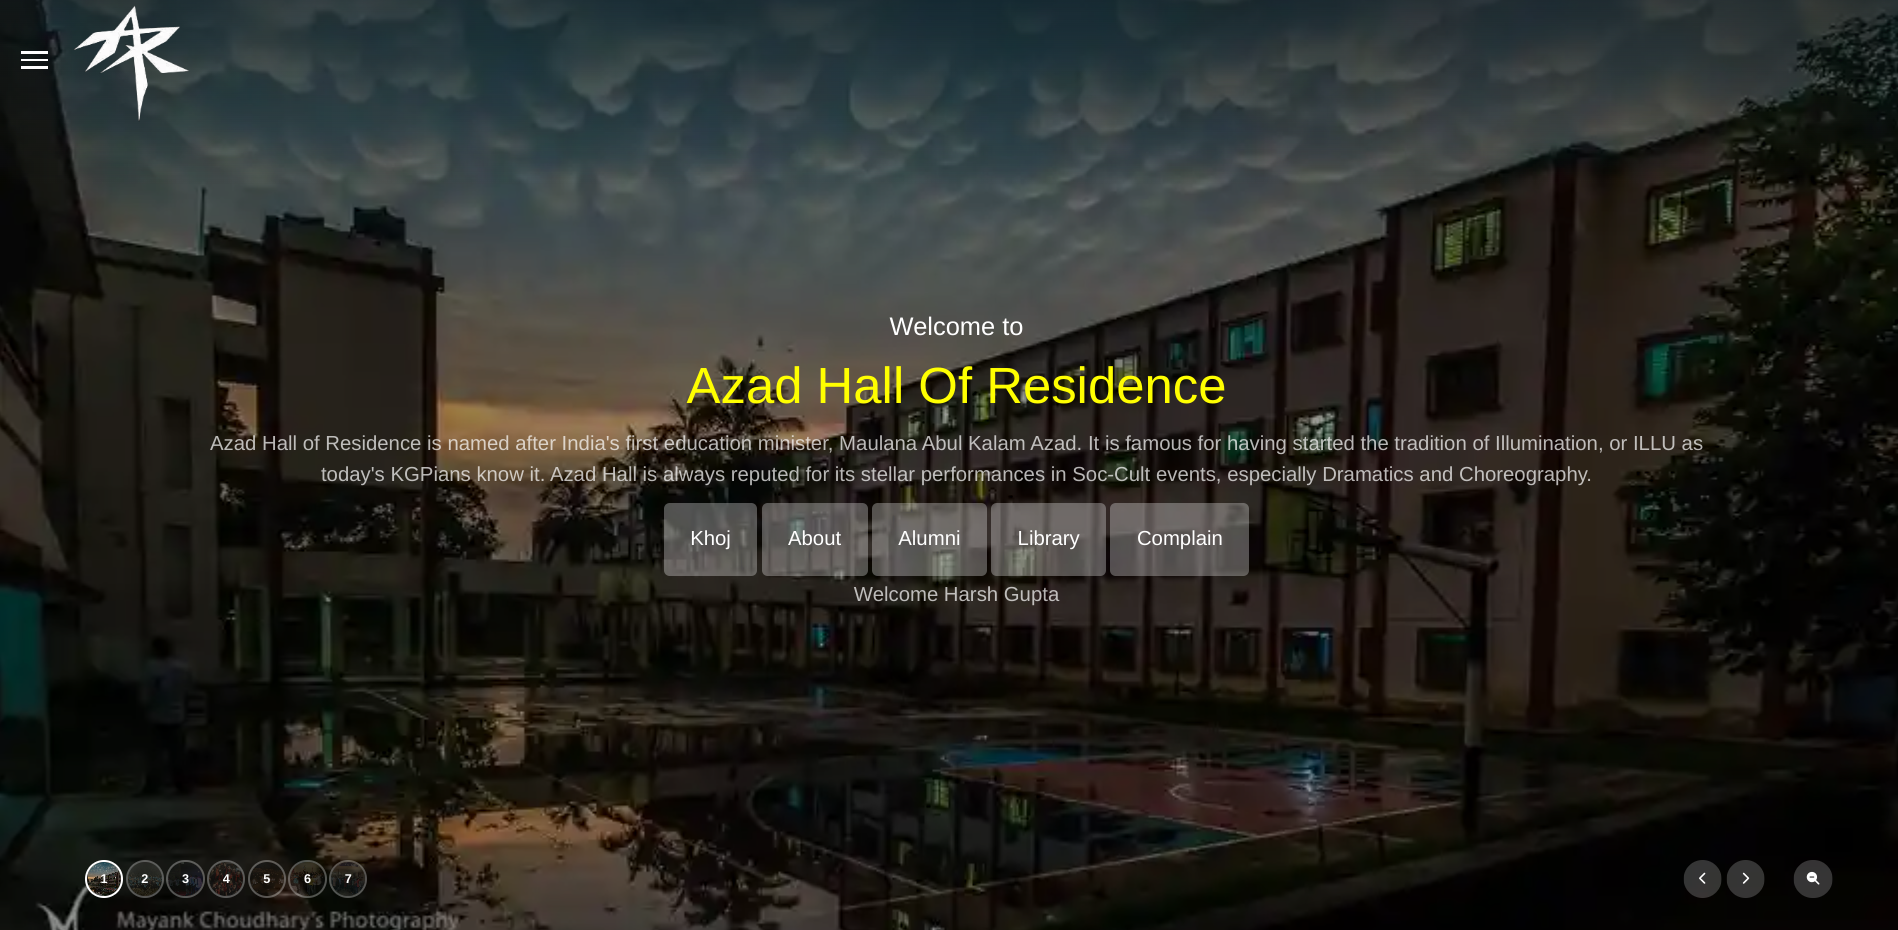 Welcome to
Azad Hall Of Residence
Azad Hall of Residence is named after India's first education minister, Maulana Abul Kalam Azad. It is famous for having started the tradition of Illumination, or ILLU as
today's KGPians know it. Azad Hall is always reputed for its stellar performances in Soc-Cult events, especially Dramatics and Choreography.
Khoj About Alumni Library Complain
Welcome Harsh Gupta
1 2 3 4 5 6 7
Mayank Choudhary's Photography